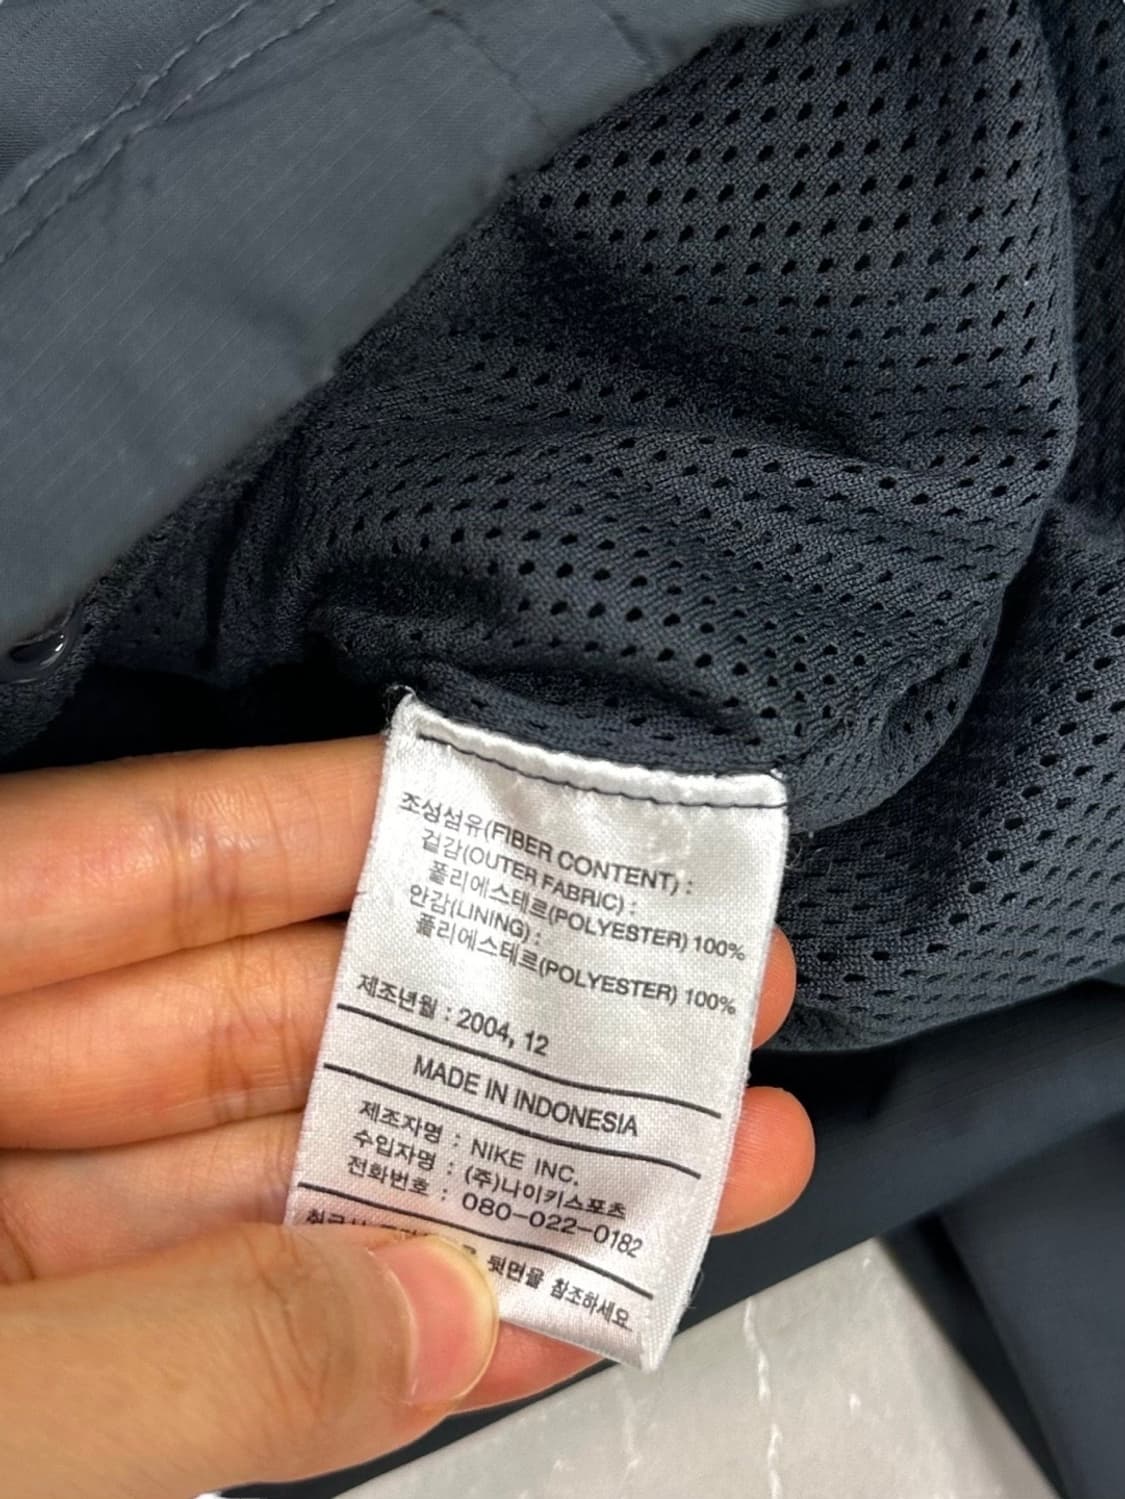 조성섬유(FIBER CONTENT) :
겉감(OUTER FABRIC) :
폴리에스테르(POLYESTER) 100%
안감(LINING) :
폴리에스테르(POLYESTER) 100%
제조년월 : 2004, 12
MADE IN INDONESIA
제조자명 : NIKE INC.
수입자명 : (주)나이키스포츠
전화번호 : 080-022-0182
뒷면을 참조하세요.